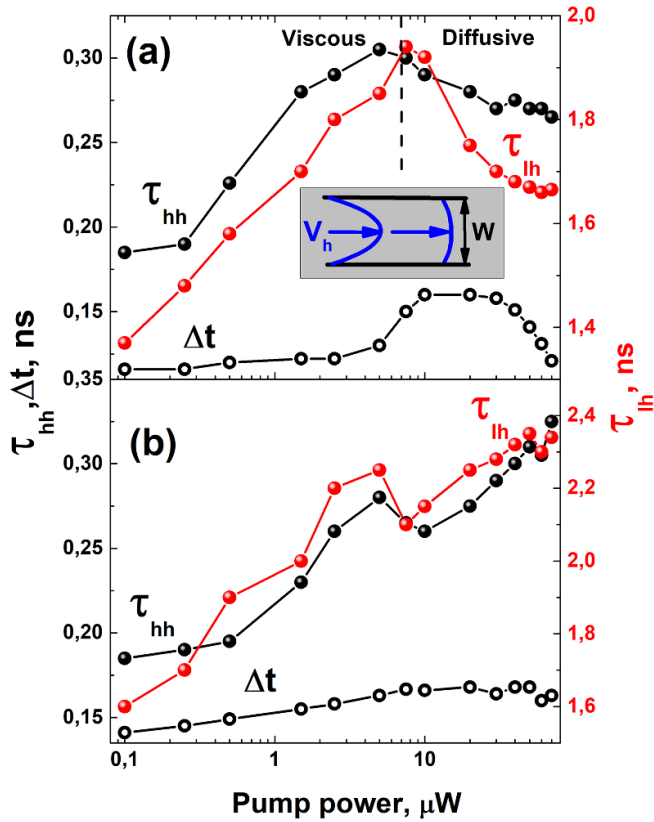 (a)
Viscous
Diffusive
2,0
0,30
1,8
0,25
τhh
τlh
Vh
W
1,6
0,20
0,15
Δt
1,4
0,35
τhh,Δt, ns
τlh, ns
(b)
τlh
2,4
0,30
2,2
0,25
2,0
0,20
τhh
1,8
Δt
0,15
1,6
0,1
1
10
Pump power, μW